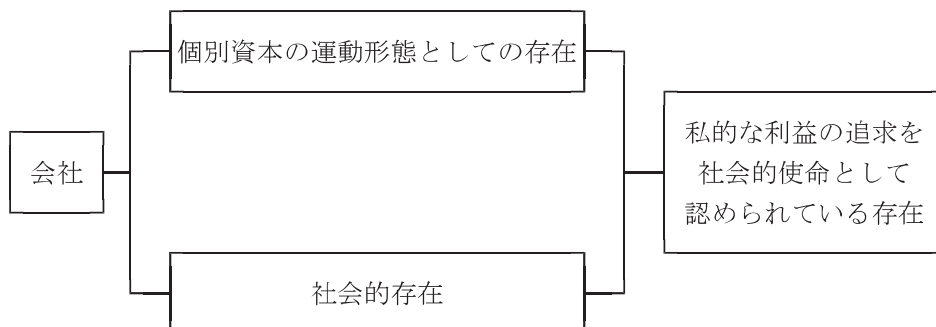 個別資本の運動形態としての存在
会社
私的な利益の追求を
社会的使命として
認められている存在
社会的存在